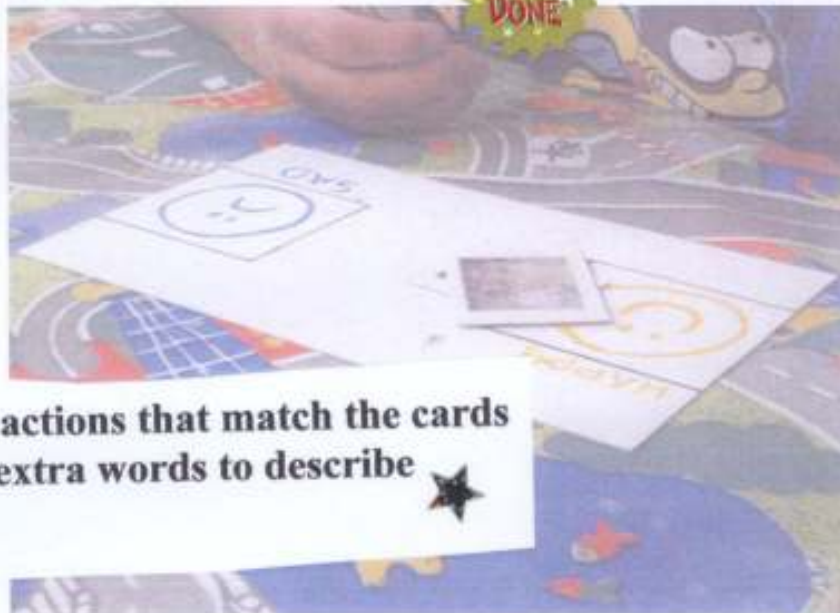 DONE
SAD
HAPPY
actions that match the cards
extra words to describe